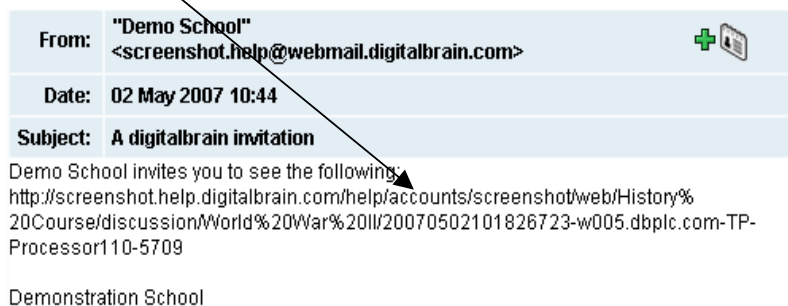 From: "Demo School"
<screenshot.help@webmail.digitalbrain.com>
Date: 02 May 2007 10:44
Subject: A digitalbrain invitation
Demo School invites you to see the following:
http://screenshot.help.digitalbrain.com/help/accounts/screenshot/web/History%
20Course/discussion/World%20War%20II/20070502101826723-w005.dbplc.com-TP-
Processor110-5709
Demonstration School